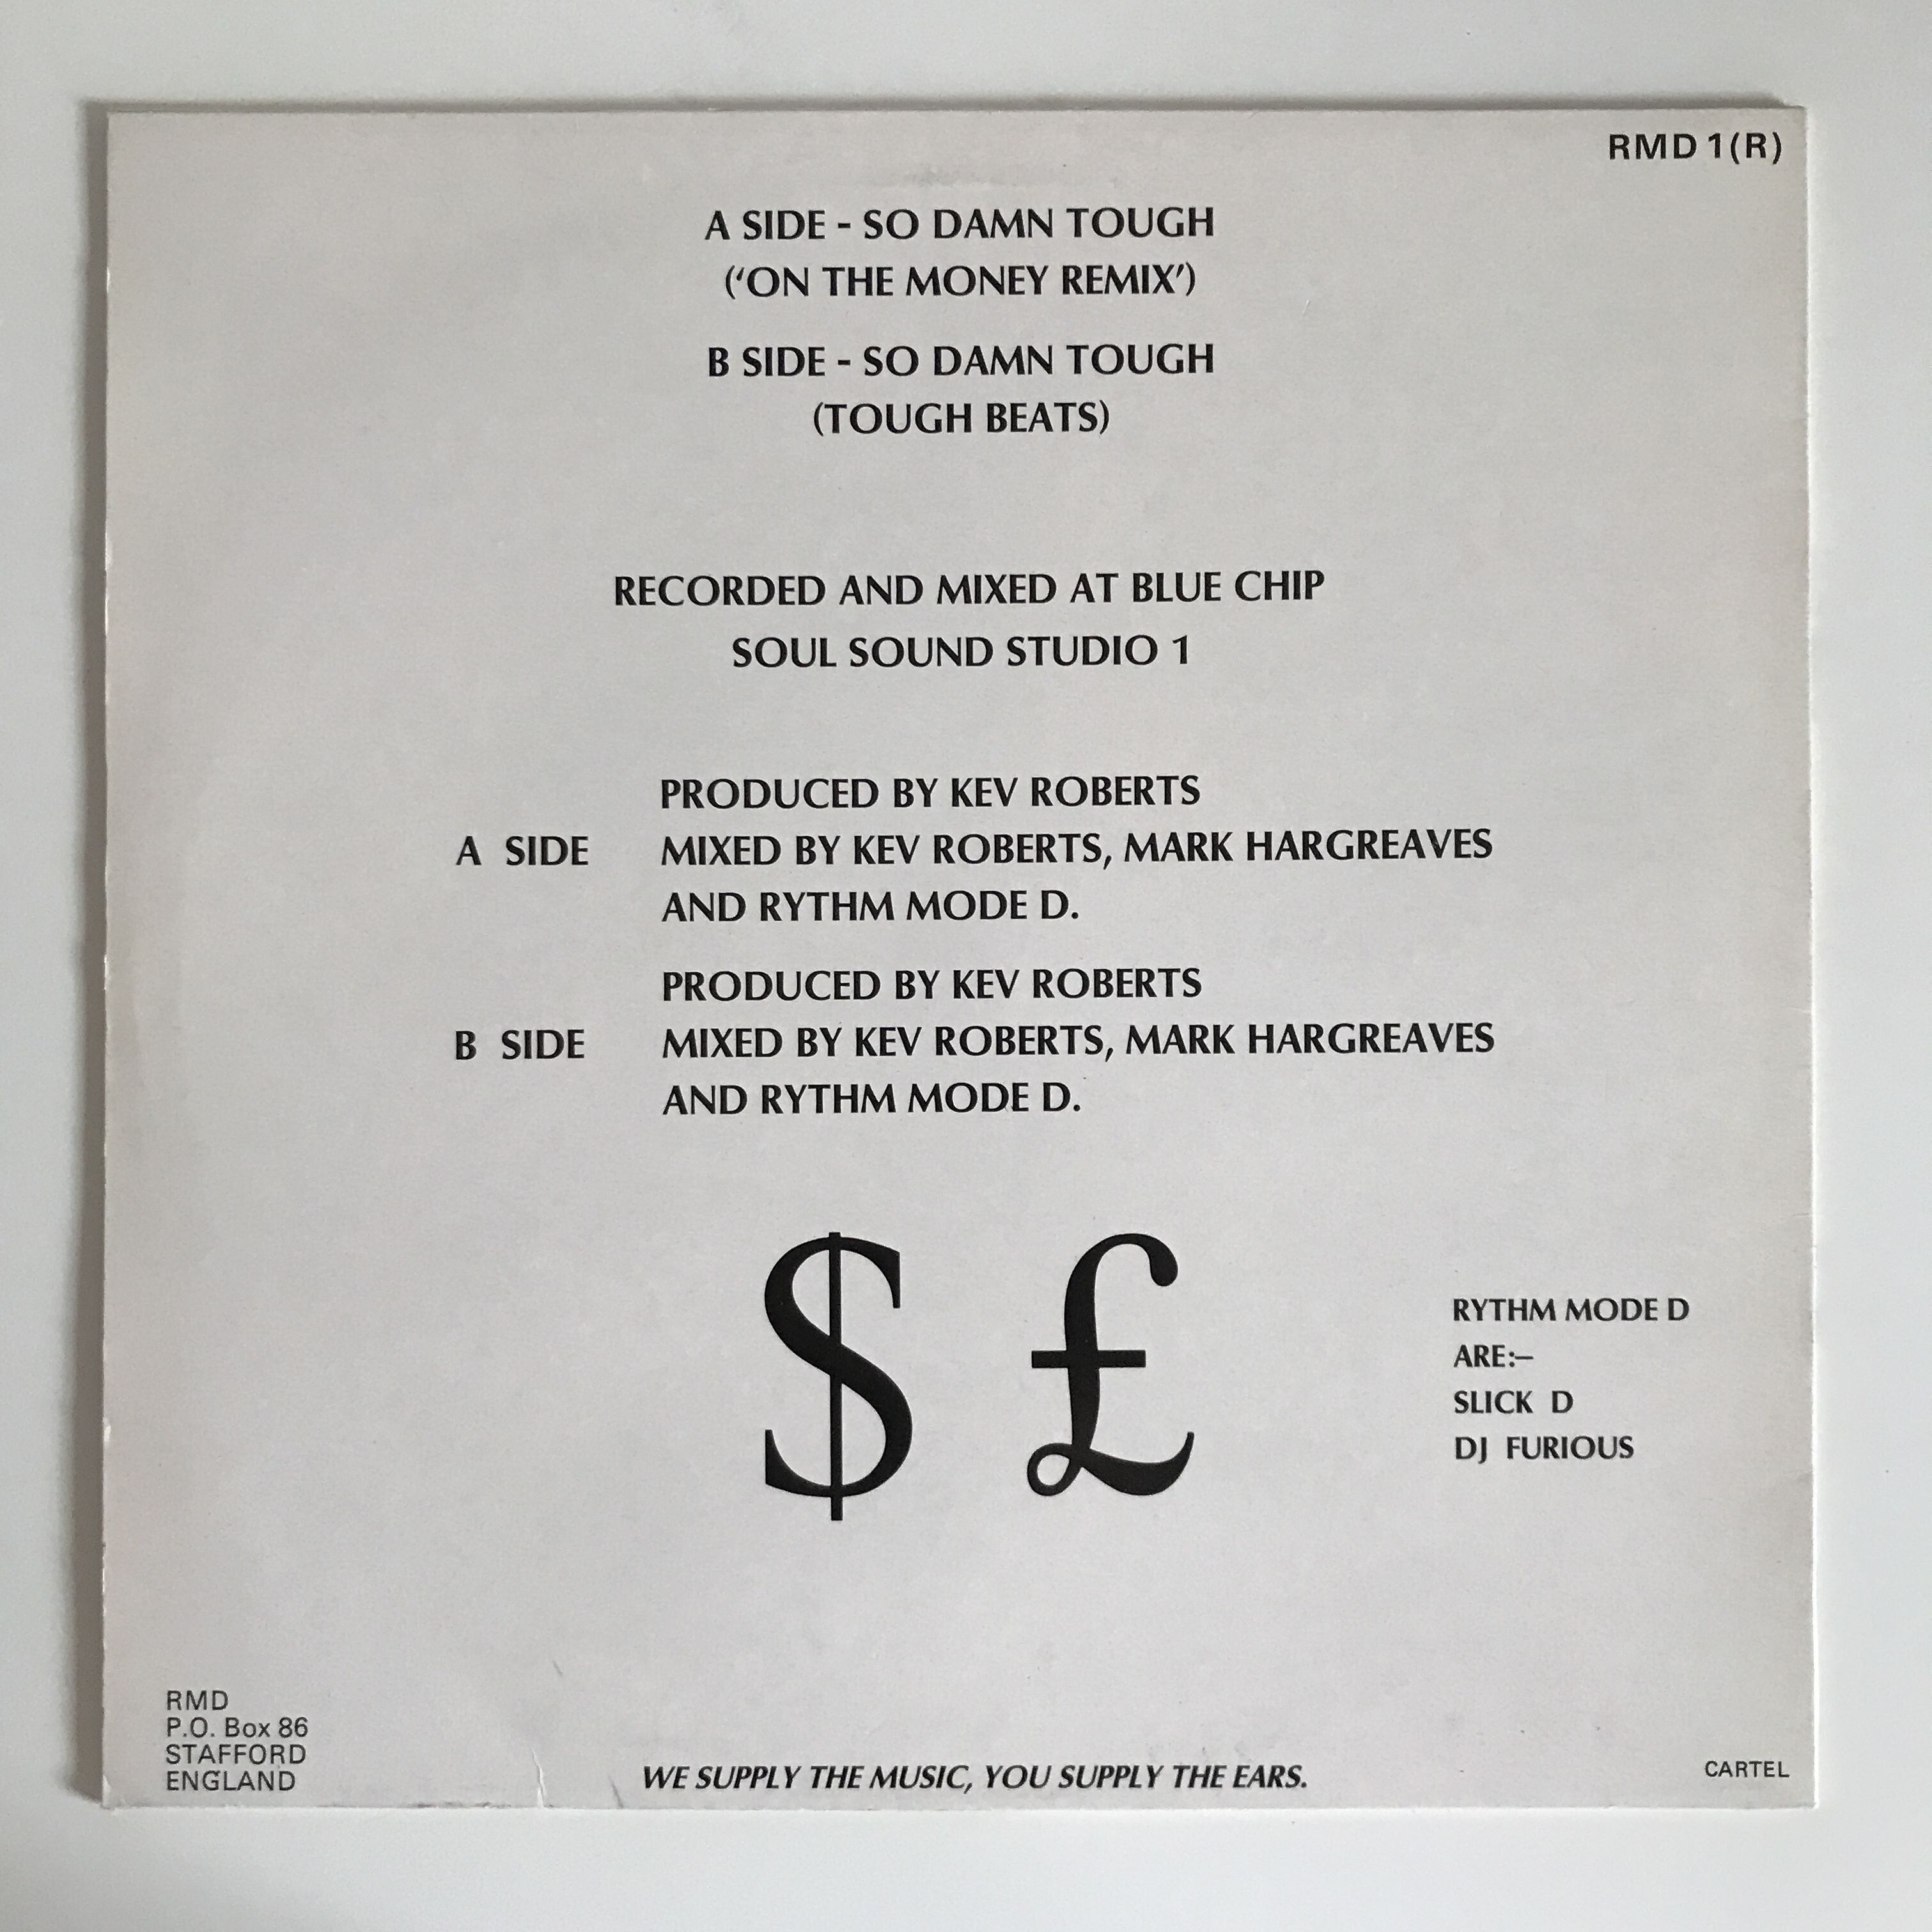 RMD 1(R)
A SIDE - SO DAMN TOUGH
(‘ON THE MONEY REMIX’)
B SIDE - SO DAMN TOUGH
(TOUGH BEATS)
RECORDED AND MIXED AT BLUE CHIP
SOUL SOUND STUDIO 1
PRODUCED BY KEV ROBERTS
A SIDE MIXED BY KEV ROBERTS, MARK HARGREAVES
AND RYTHM MODE D.
PRODUCED BY KEV ROBERTS
B SIDE MIXED BY KEV ROBERTS, MARK HARGREAVES
AND RYTHM MODE D.
$ £
RYTHM MODE D
ARE:–
SLICK D
DJ FURIOUS
RMD
P.O. Box 86
STAFFORD
ENGLAND
WE SUPPLY THE MUSIC, YOU SUPPLY THE EARS.
CARTEL